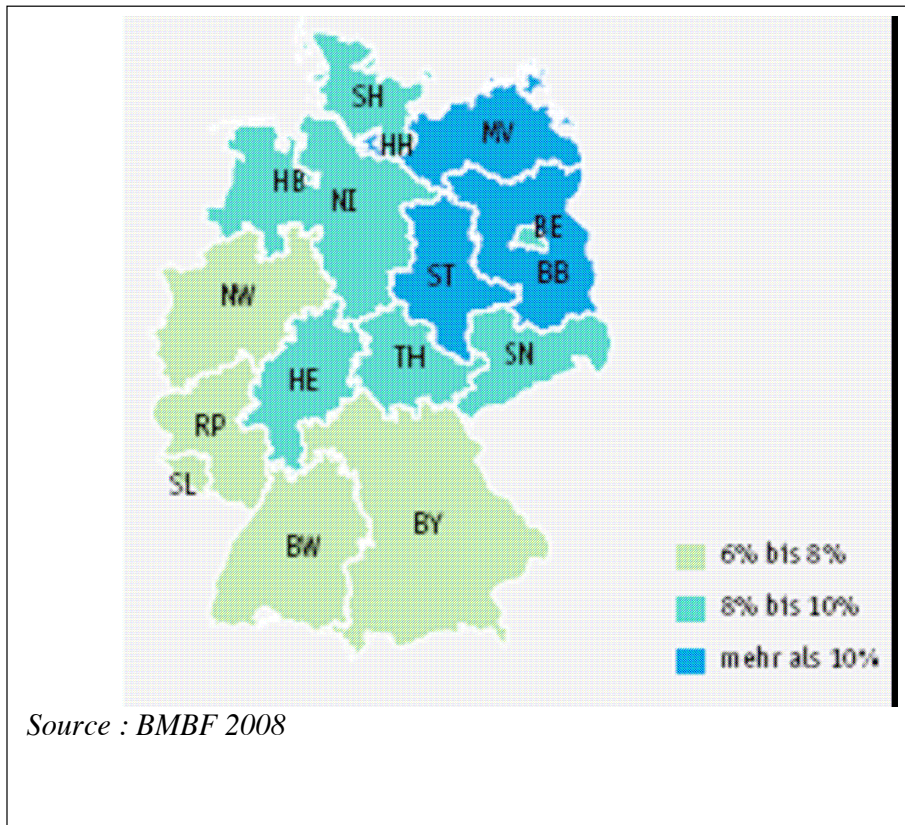 SH
HH
MV
HB
NI
BE
ST
BB
NW
TH
SN
HE
RP
SL
BY
BW
6% bis 8%
8% bis 10%
mehr als 10%
Source : BMBF 2008